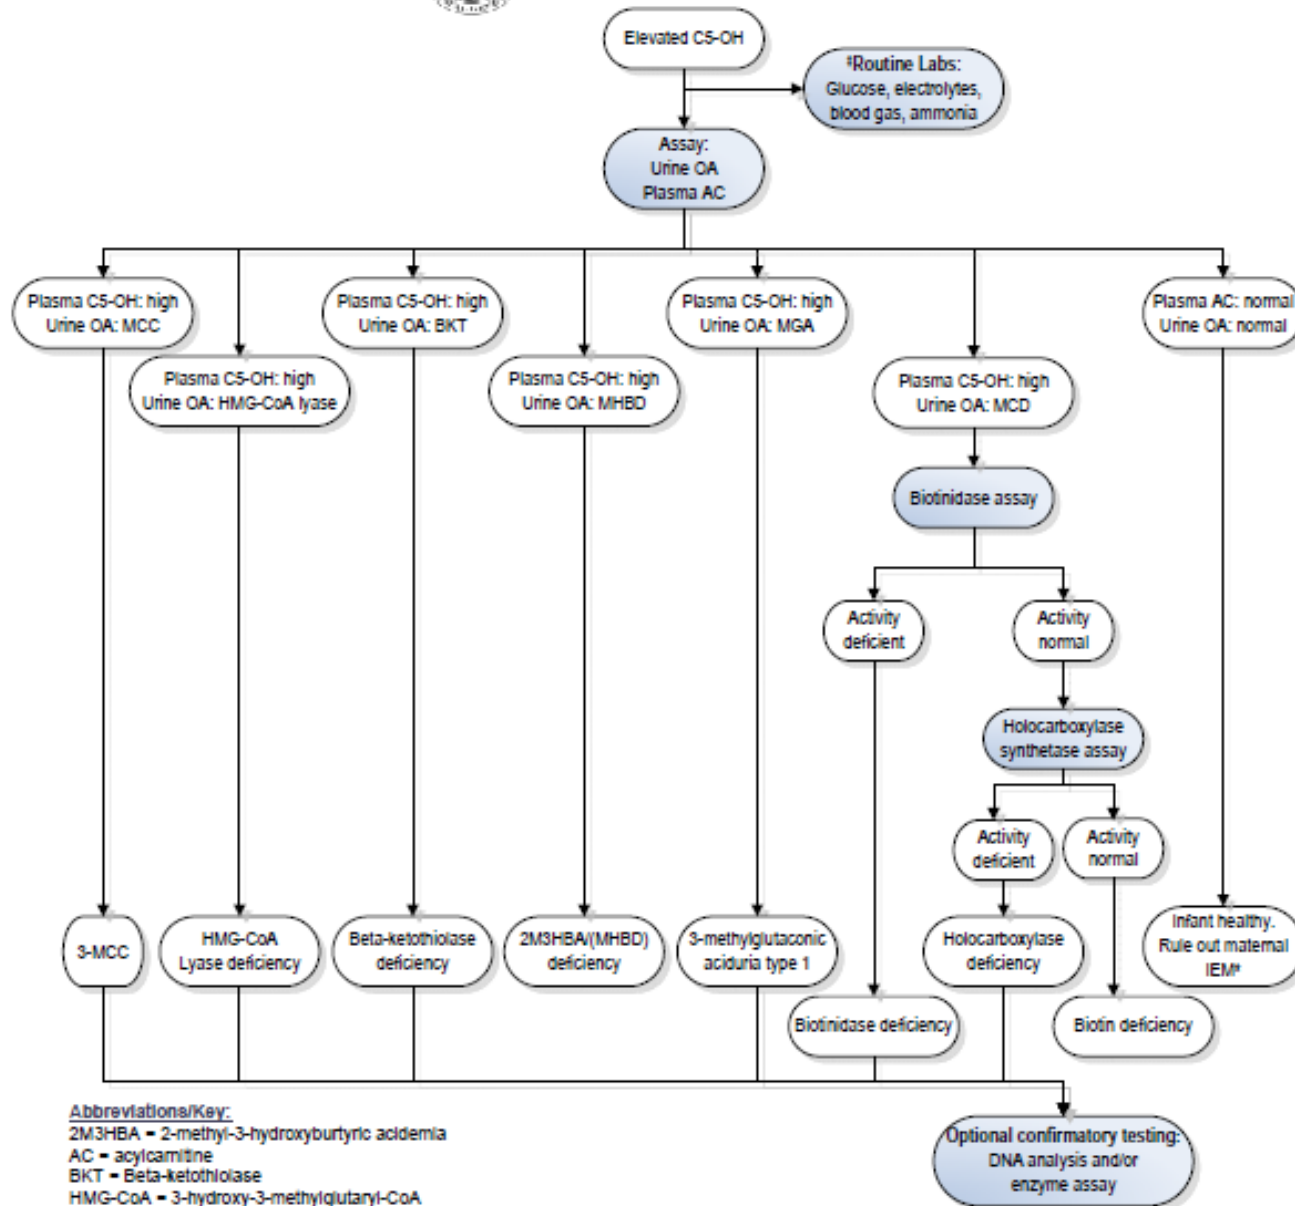 Elevated C5-OH
‡Routine Labs:
Glucose, electrolytes,
blood gas, ammonia
Assay:
Urine OA
Plasma AC
Plasma C5-OH: high
Urine OA: MCC
Plasma C5-OH: high
Urine OA: HMG-CoA lyase
Plasma C5-OH: high
Urine OA: BKT
Plasma C5-OH: high
Urine OA: MHBD
Plasma C5-OH: high
Urine OA: MGA
Plasma C5-OH: high
Urine OA: MCD
Plasma AC: normal
Urine OA: normal
Biotinidase assay
Activity
deficient
Activity
normal
Holocarboxylase
synthetase assay
Activity
deficient
Activity
normal
3-MCC
HMG-CoA
Lyase deficiency
Beta-ketothiolase
deficiency
2M3HBA/(MHBD)
deficiency
3-methylglutaconic
aciduria type 1
Holocarboxylase
deficiency
Infant healthy.
Rule out maternal
IEM
Biotinidase deficiency
Biotin deficiency
Optional confirmatory testing:
DNA analysis and/or
enzyme assay
Abbreviations/Key:
2M3HBA = 2-methyl-3-hydroxyburtyric acidemia
AC = acylcarnitine
BKT = Beta-ketothiolase
HMG-CoA = 3-hydroxy-3-methylglutaryl-CoA